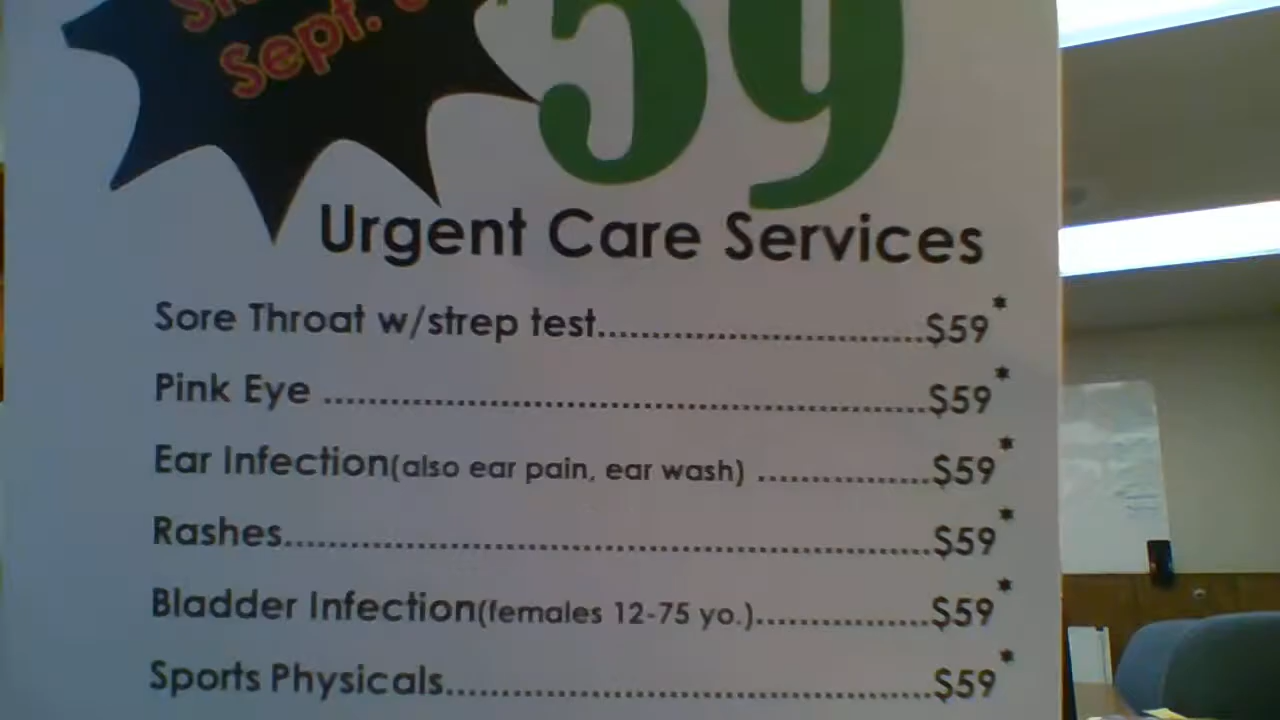 Sept.
$59
Urgent Care Services
Sore Throat w/strep test..................................$59*
Pink Eye ................................................................$59*
Ear Infection(also ear pain, ear wash) ..................$59*
Rashes......................................................................$59*
Bladder Infection(females 12-75 yo.)..................$59*
Sports Physicals.....................................................$59*